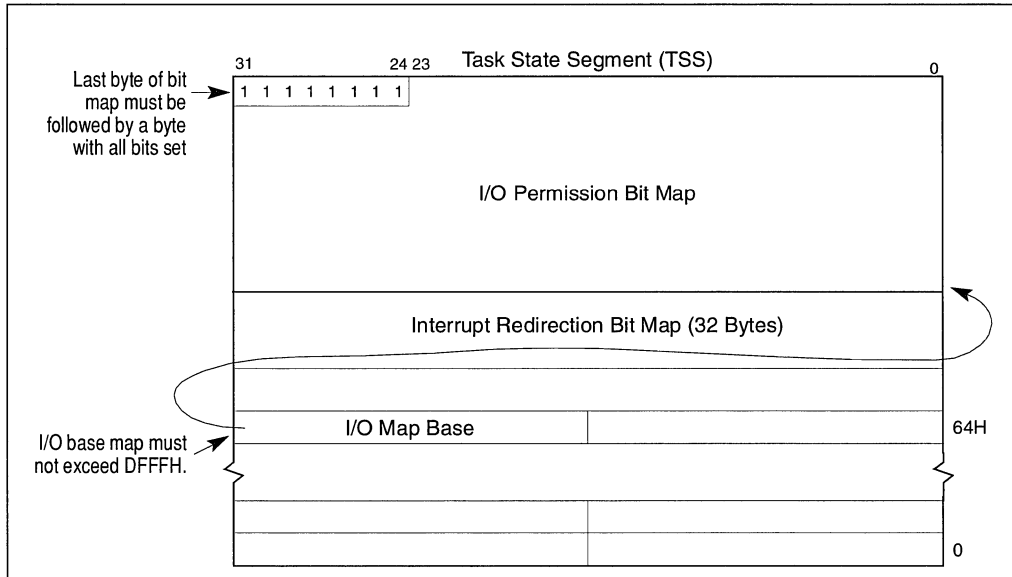 Task State Segment (TSS)
31
24 23
0
Last byte of bit
map must be
followed by a byte
with all bits set
1 1 1 1 1 1 1 1
I/O Permission Bit Map
Interrupt Redirection Bit Map (32 Bytes)
I/O Map Base
64H
I/O base map must
not exceed DFFFH.
0